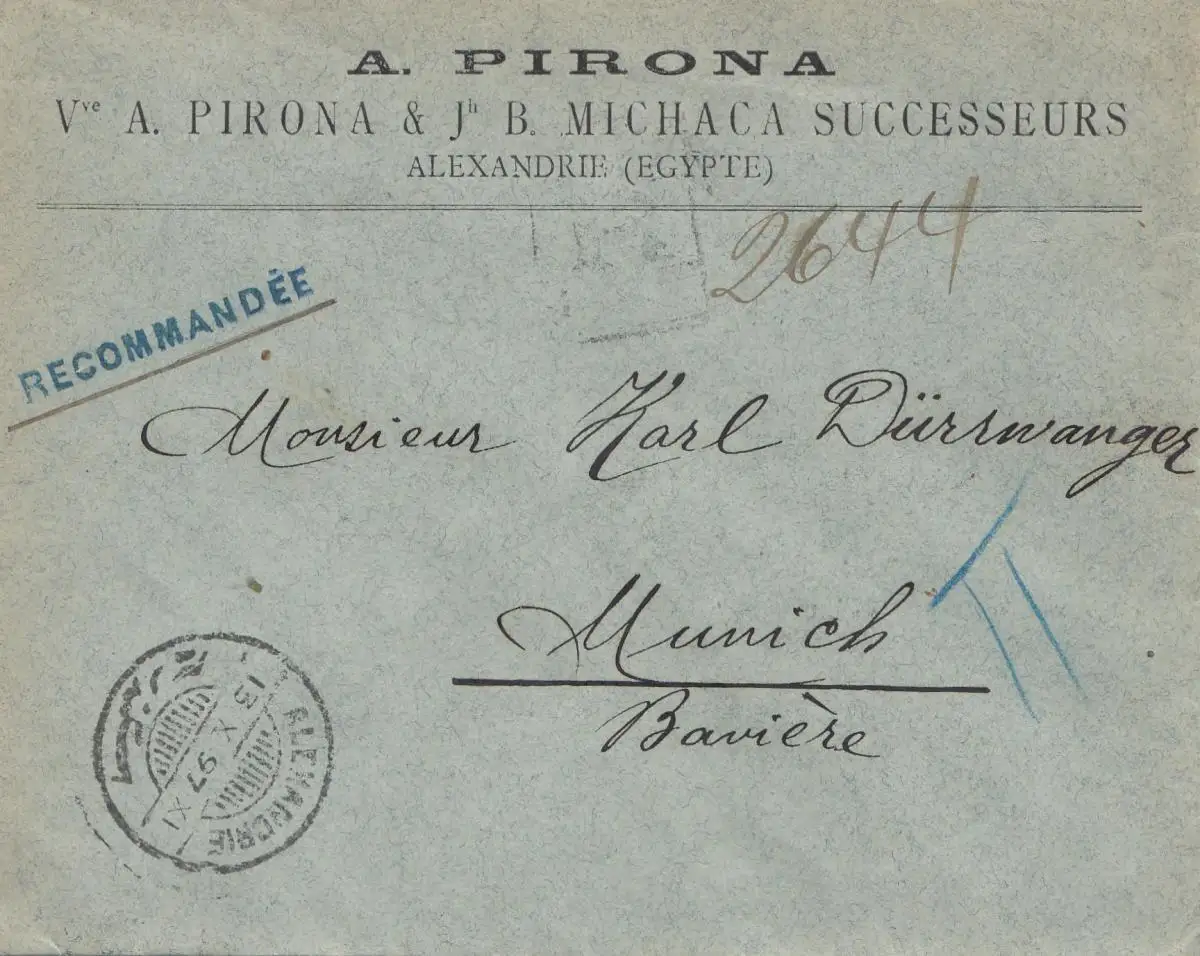 A. PIRONA
Vve A. PIRONA & Jh B. MICHACA SUCCESSEURS
ALEXANDRIE (EGYPTE)
2644
RECOMMANDÉE
Monsieur Karl Dürrwanger
Munich
Bavière
ALEXANDRIE
13 X 97 XI